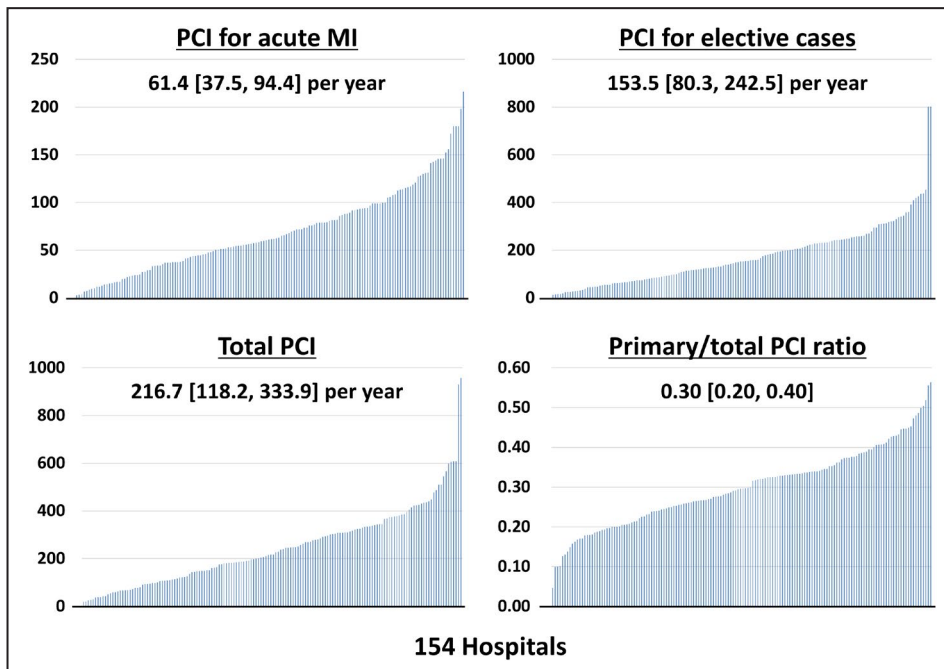 PCI for acute MI
61.4 [37.5, 94.4] per year
250
200
150
100
50
0
PCI for elective cases
153.5 [80.3, 242.5] per year
1000
800
600
400
200
0
Total PCI
216.7 [118.2, 333.9] per year
1000
800
600
400
200
0
Primary/total PCI ratio
0.30 [0.20, 0.40]
0.60
0.50
0.40
0.30
0.20
0.10
0.00
154 Hospitals